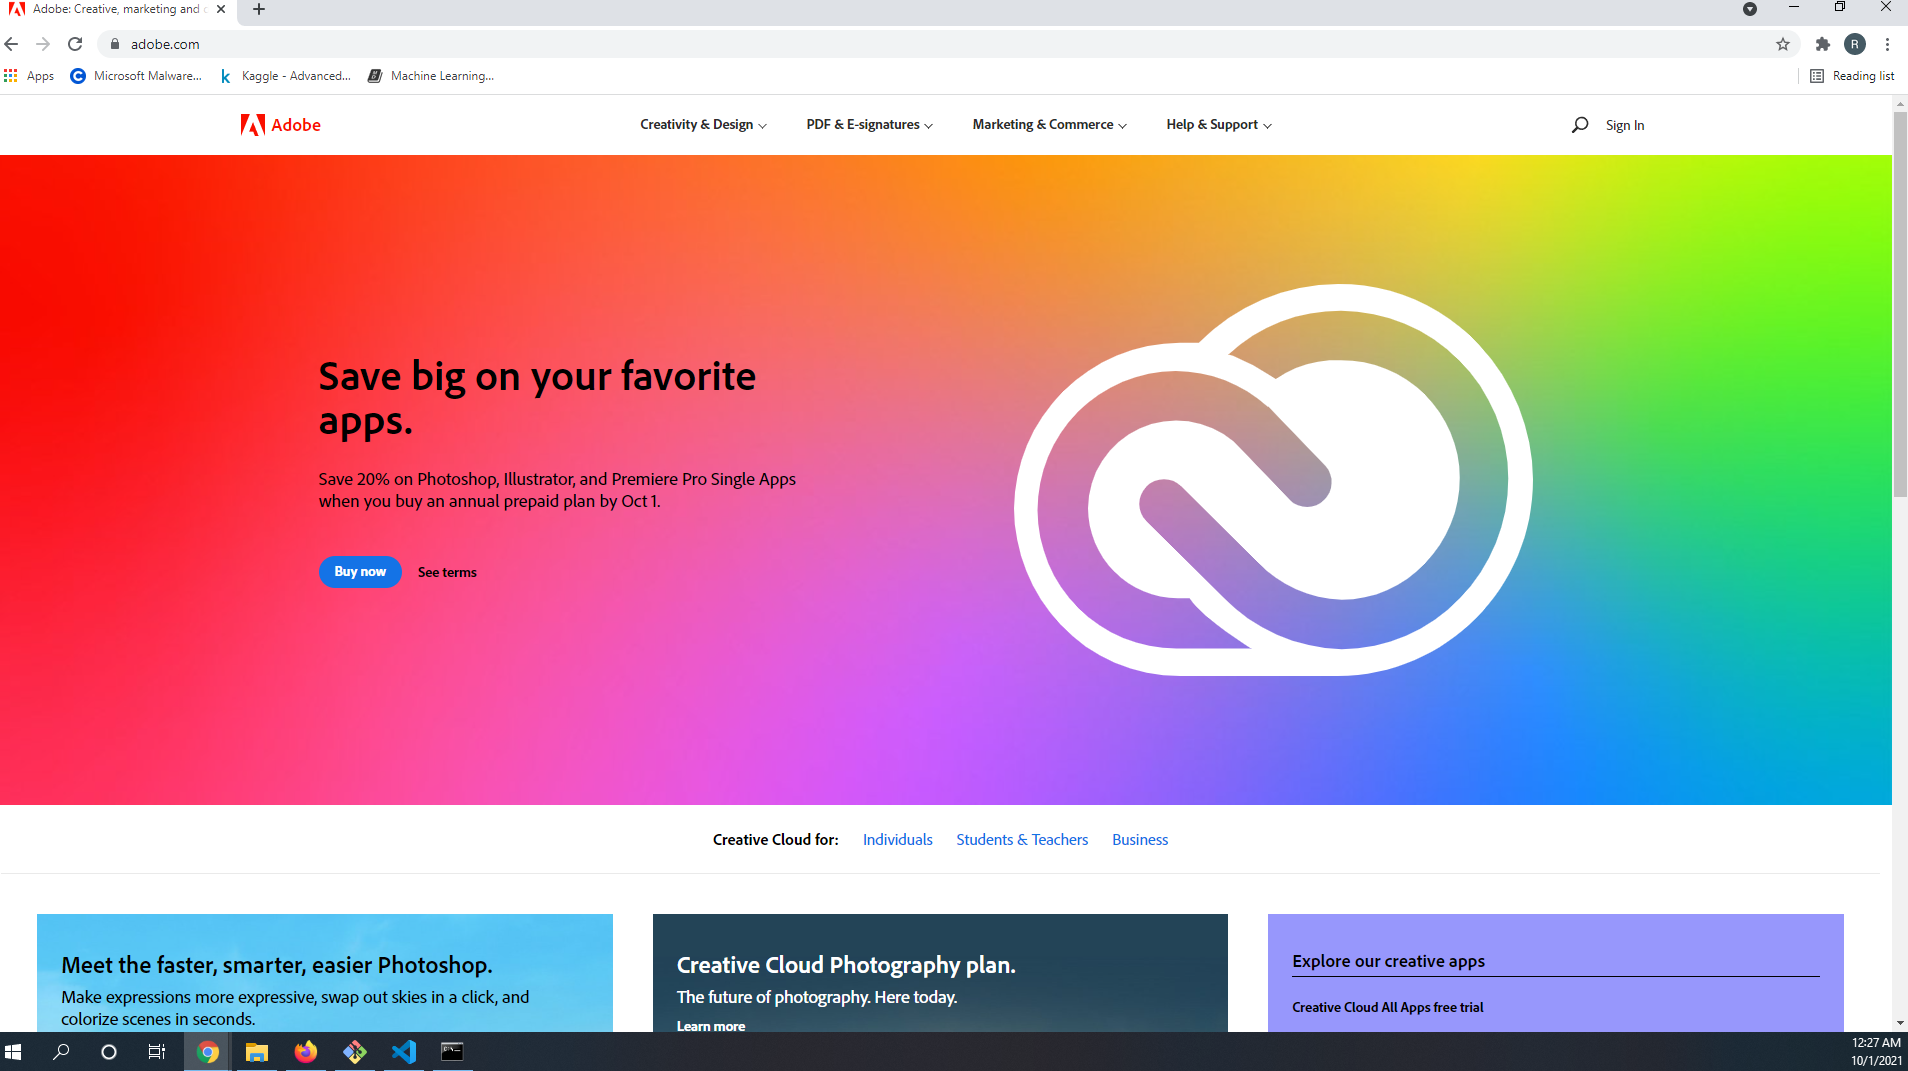 Adobe: Creative, marketing and
adobe.com
R
Apps
Microsoft Malware...
Kaggle - Advanced...
Machine Learning...
Reading list
Adobe
Creativity & Design
PDF & E-signatures
Marketing & Commerce
Help & Support
Sign In
Save big on your favorite
apps.
Save 20% on Photoshop, Illustrator, and Premiere Pro Single Apps
when you buy an annual prepaid plan by Oct 1.
Buy now
See terms
Creative Cloud for:
Individuals
Students & Teachers
Business
Meet the faster, smarter, easier Photoshop.
Make expressions more expressive, swap out skies in a click, and
colorize scenes in seconds.
Creative Cloud Photography plan.
The future of photography. Here today.
Learn more
Explore our creative apps
Creative Cloud All Apps free trial
12:27 AM
10/1/2021